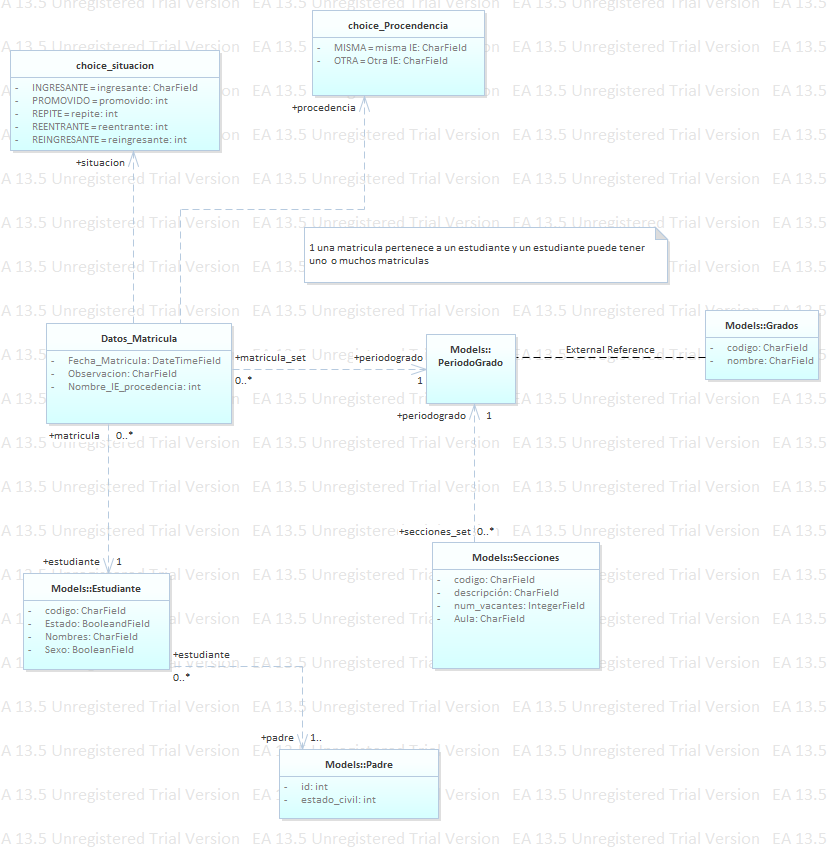 choice_Procendencia
- MISMA = misma IE: CharField
- OTRA = Otra IE: CharField
choice_situacion
- INGRESANTE = ingresante: CharField
- PROMOVIDO = promovido: int
- REPITE = repite: int
- REENTRANTE = reentrante: int
- REINGRESANTE = reingresante: int
+procedencia
+situacion
1 una matricula pertenece a un estudiante y un estudiante puede tener
uno o muchos matriculas
Datos_Matricula
- Fecha_Matricula: DateTimeField
- Observacion: CharField
- Nombre_IE_procedencia: int
+matricula_set
0..*
+periodogrado
1
Models::
PeriodoGrado
External Reference
Models::Grados
- codigo: CharField
- nombre: CharField
+periodogrado 1
+matricula 0..*
+secciones_set 0..*
Models::Secciones
- codigo: CharField
- descripción: CharField
- num_vacantes: IntegerField
- Aula: CharField
+estudiante 1
Models::Estudiante
- codigo: CharField
- Estado: BooleandField
- Nombres: CharField
- Sexo: BooleanField
+estudiante
0..*
+padre 1..
Models::Padre
- id: int
- estado_civil: int
EA 13.5 Unregistered Trial Version